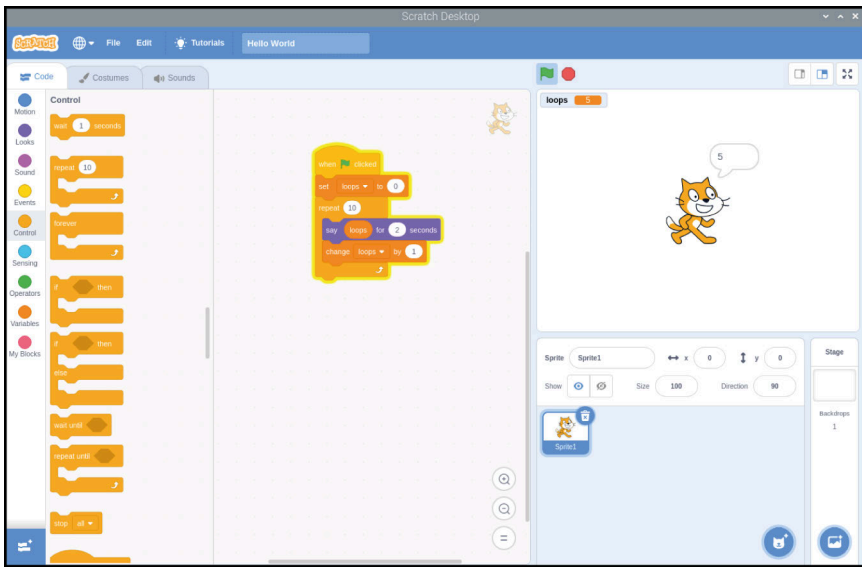 Scratch Desktop
SCRATCH File Edit Tutorials Hello World
Code Costumes Sounds
Motion
Looks
Sound
Events
Control
Sensing
Operators
Variables
My Blocks
Control
wait 1 seconds
repeat 10
forever
if then
if then
else
wait until
repeat until
stop all
when clicked
set loops to 0
repeat 10
say loops for 2 seconds
change loops by 1
loops 5
5
Sprite Sprite1 x 0 y 0
Show Size 100 Direction 90
Sprite1
Stage
Backdrops
1